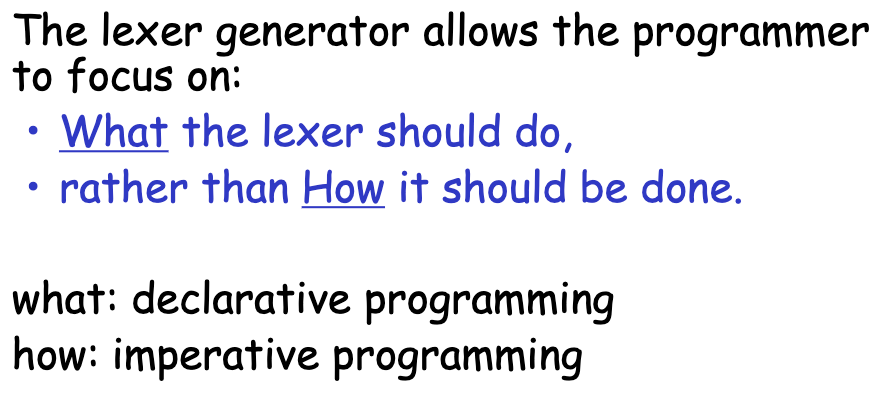 The lexer generator allows the programmer
to focus on:
• What the lexer should do,
• rather than How it should be done.
what: declarative programming
how: imperative programming